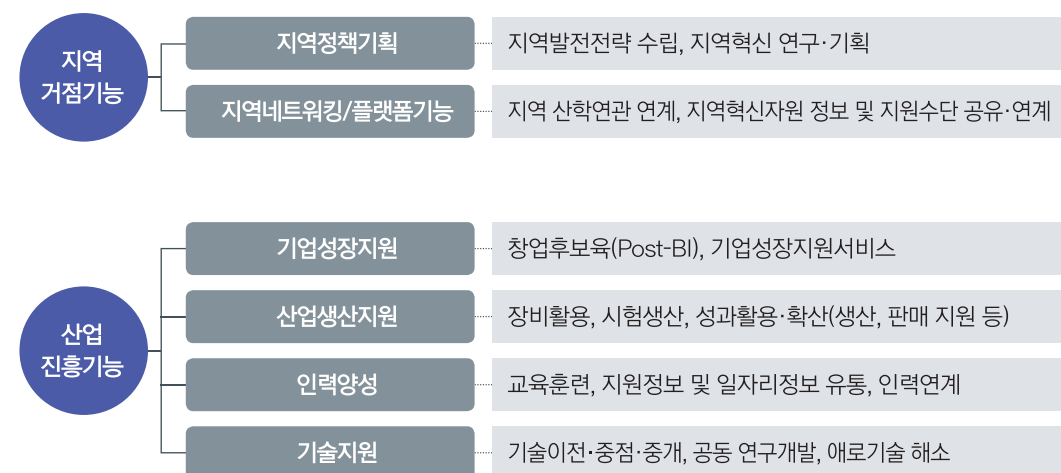 지역
거점기능
지역정책기획
지역발전전략 수립, 지역혁신 연구·기획
지역네트워킹/플랫폼기능
지역 산학연관 연계, 지역혁신자원 정보 및 지원수단 공유·연계
산업
진흥기능
기업성장지원
창업후보육(Post-BI), 기업성장지원서비스
산업생산지원
장비활용, 시험생산, 성과활용·확산(생산, 판매 지원 등)
인력양성
교육훈련, 지원정보 및 일자리정보 유통, 인력연계
기술지원
기술이전·중점·중개, 공동 연구개발, 애로기술 해소